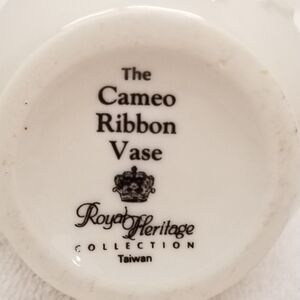 The
Cameo
Ribbon
Vase
Royal Heritage
COLLECTION
Taiwan